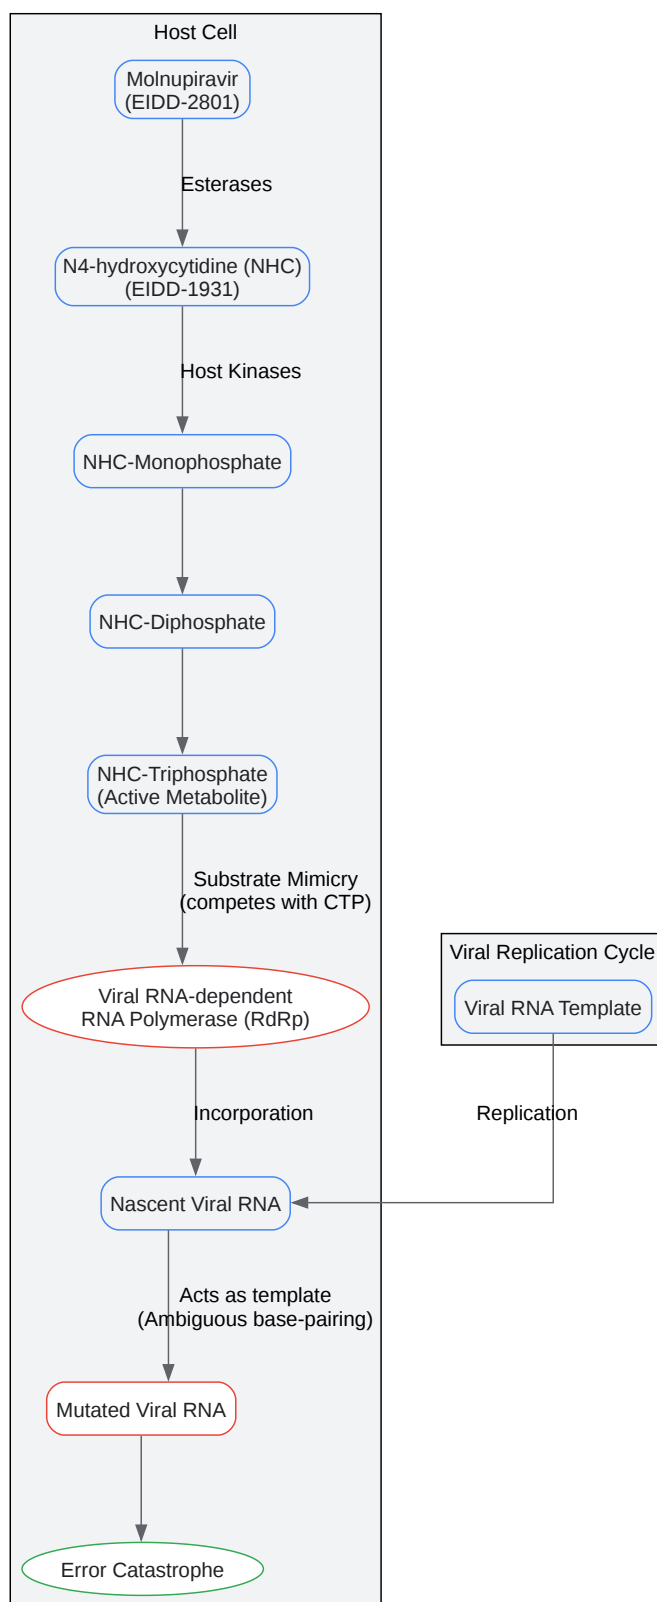 Host Cell
Molnupiravir
(EIDD-2801)
Esterases
N4-hydroxycytidine (NHC)
(EIDD-1931)
Host Kinases
NHC-Monophosphate
NHC-Diphosphate
NHC-Triphosphate
(Active Metabolite)
Substrate Mimicry
(competes with CTP)
Viral RNA-dependent
RNA Polymerase (RdRp)
Viral Replication Cycle
Viral RNA Template
Incorporation
Replication
Nascent Viral RNA
Acts as template
(Ambiguous base-pairing)
Mutated Viral RNA
Error Catastrophe